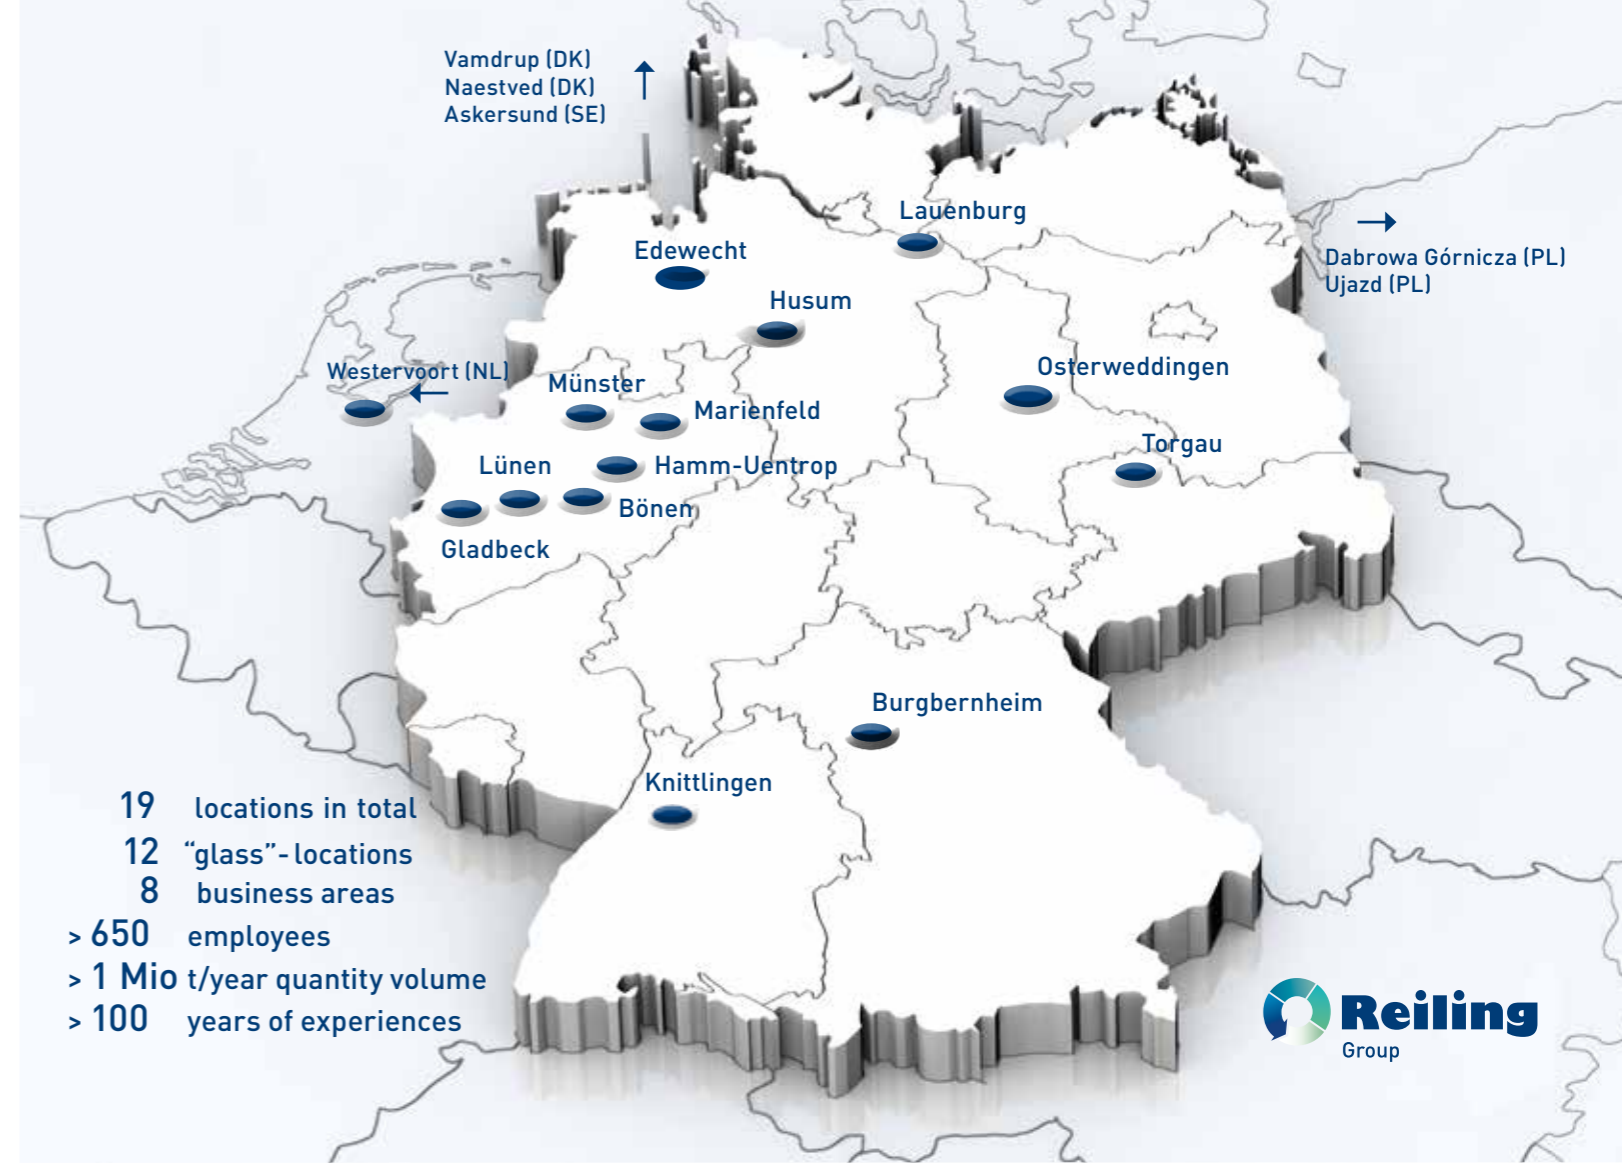 Vamdrup (DK)
Naestved (DK)
Askersund (SE)
Lauenburg
Edewecht
Dabrowa Górnicza (PL)
Ujazd (PL)
Husum
Westervoort (NL)
Osterweddingen
Münster
Marienfeld
Torgau
Lünen
Hamm-Uentrop
Bönen
Gladbeck
Burgbernheim
Knittlingen
19 locations in total
12 “glass”- locations
8 business areas
> 650 employees
> 1 Mio t/year quantity volume
> 100 years of experiences
Reiling
Group